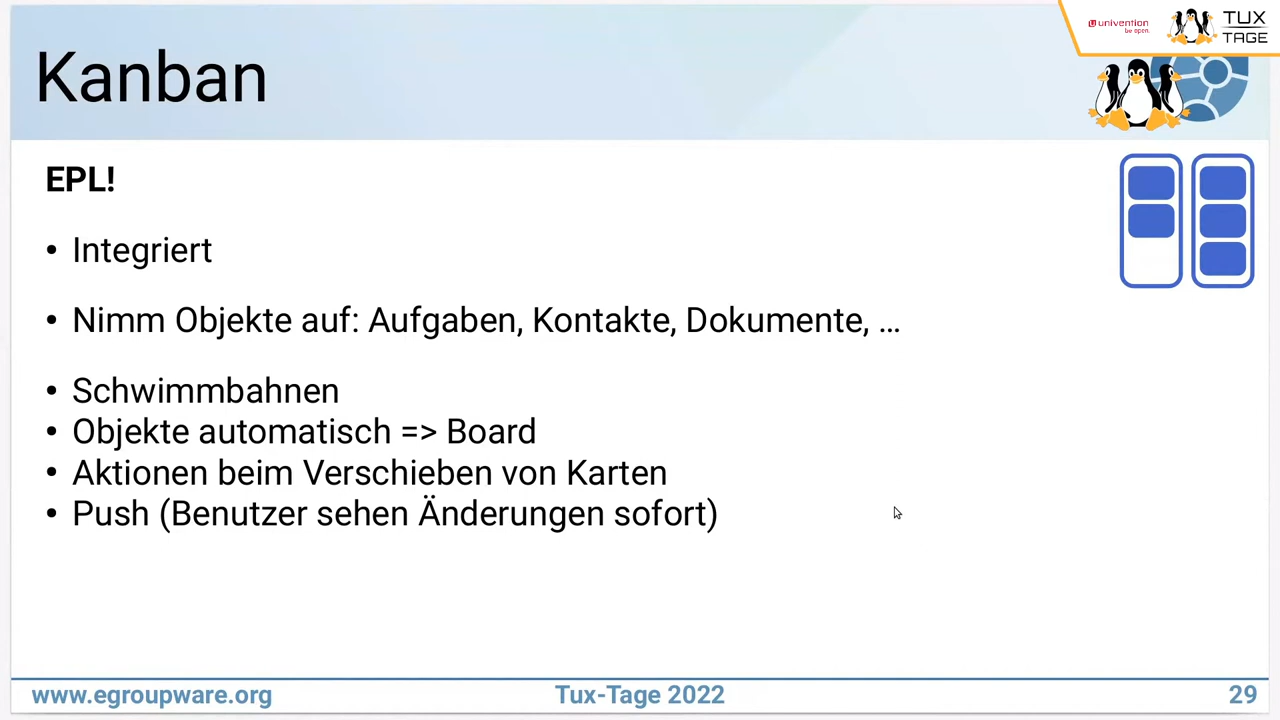 univention
be open.
TUX
TAGE
Kanban
EPL!
• Integriert
• Nimm Objekte auf: Aufgaben, Kontakte, Dokumente, ...
• Schwimmbahnen
• Objekte automatisch => Board
• Aktionen beim Verschieben von Karten
• Push (Benutzer sehen Änderungen sofort)
www.egroupware.org Tux-Tage 2022 29